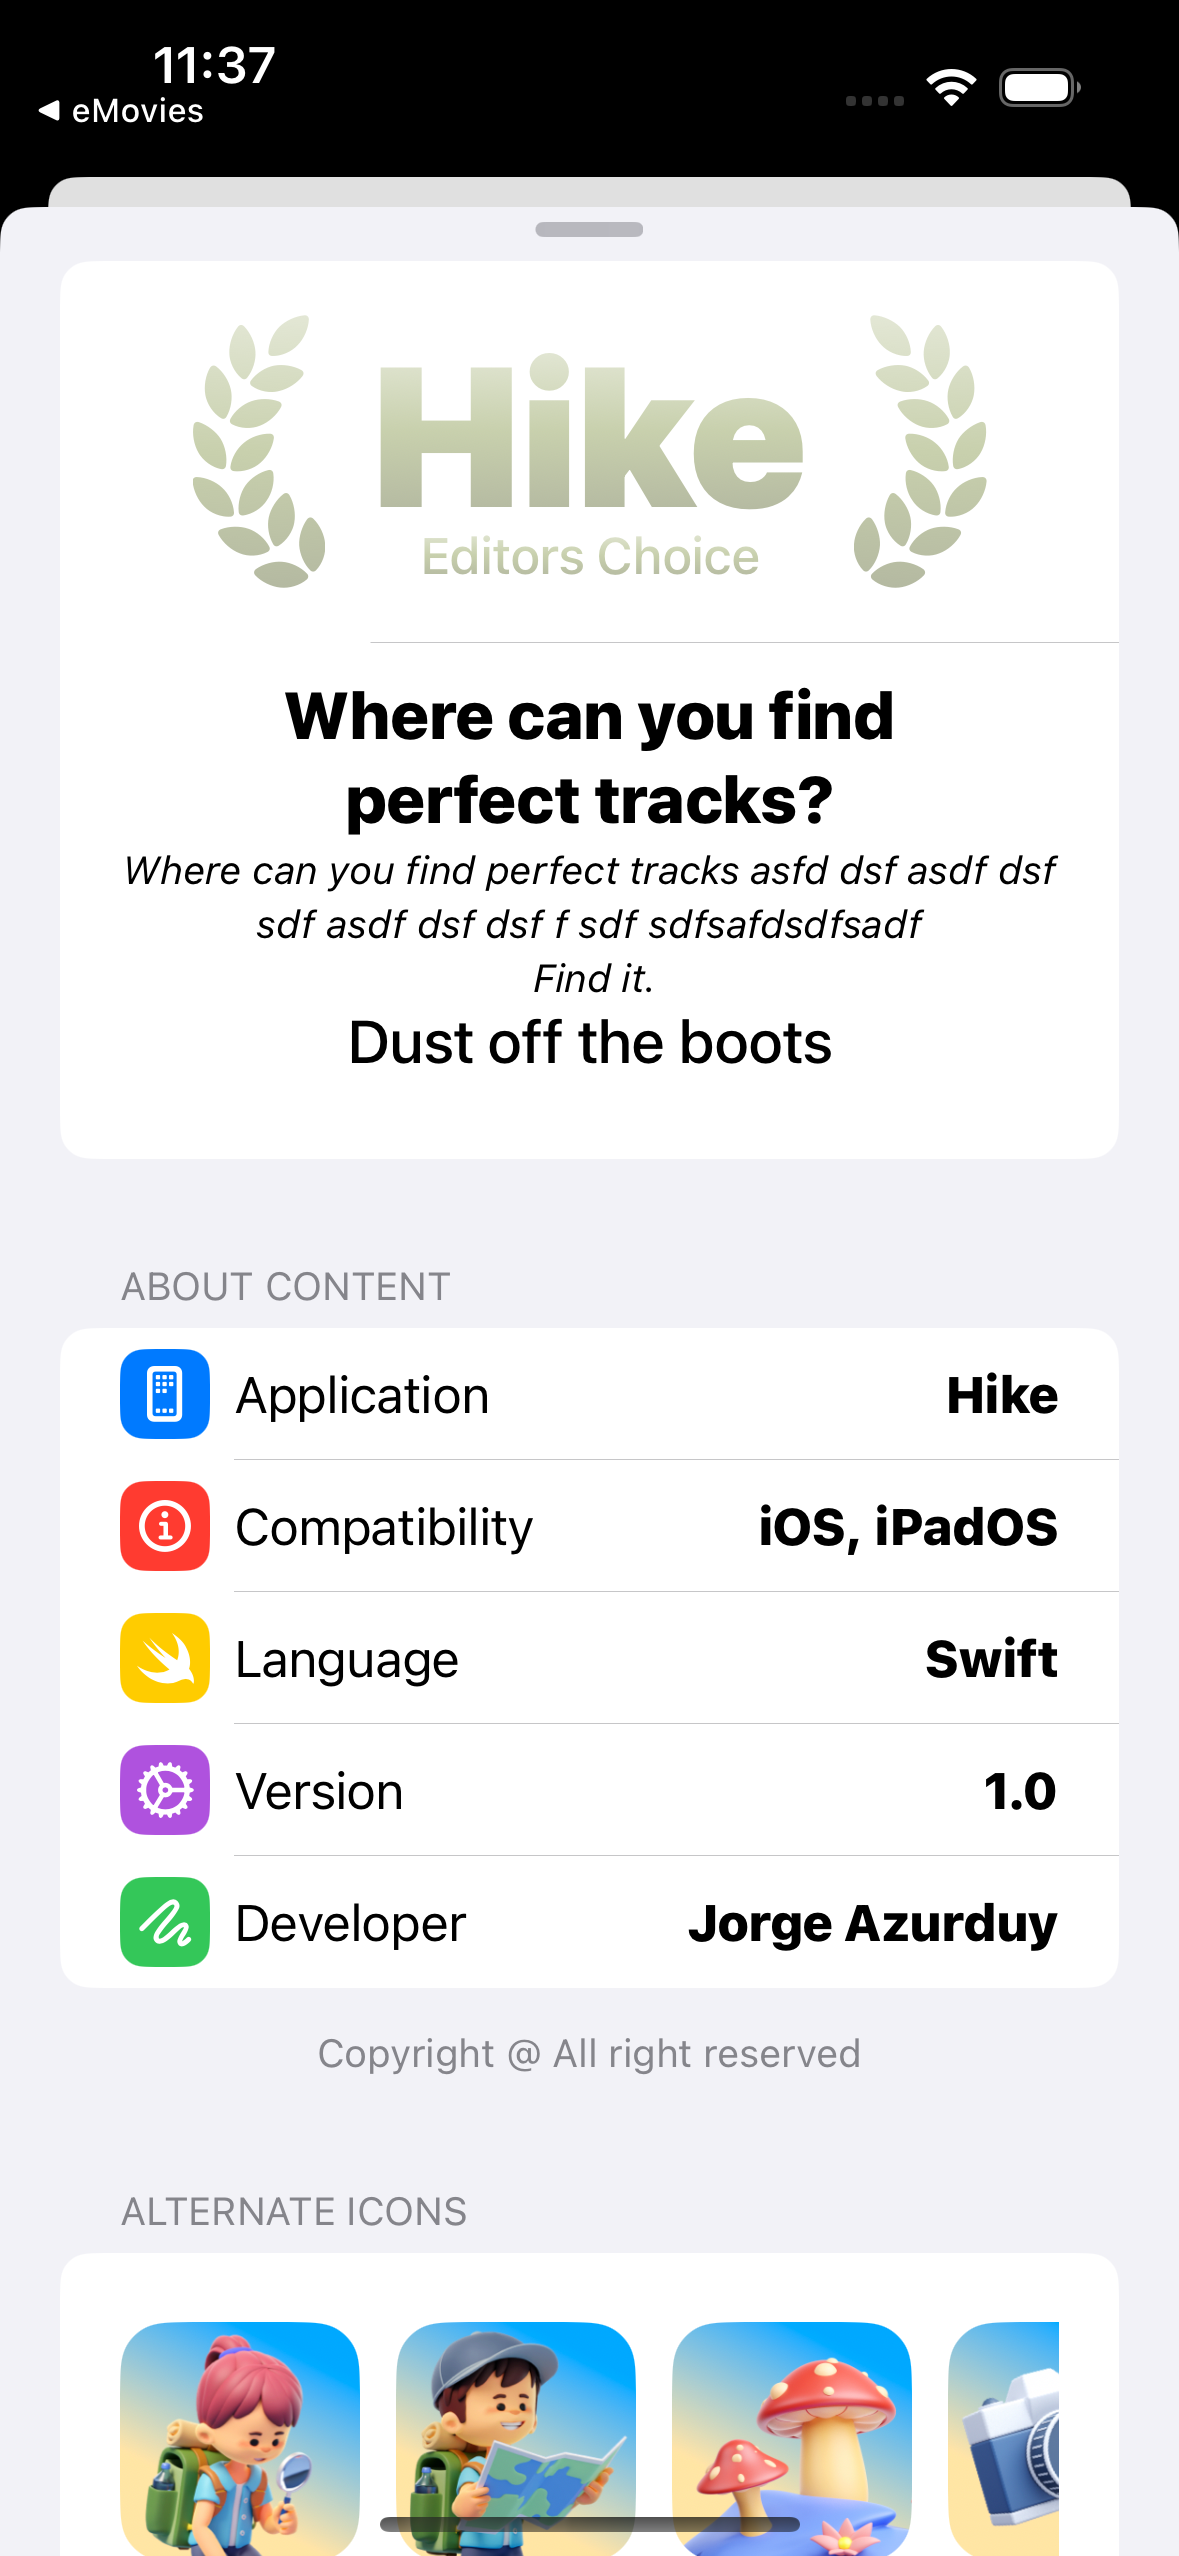 11:37
◀ eMovies
Hike
Editors Choice
Where can you find
perfect tracks?
Where can you find perfect tracks asfd dsf asdf dsf
sdf asdf dsf dsf f sdf sdfsafdsdfsadf
Find it.
Dust off the boots
ABOUT CONTENT
Application Hike
Compatibility iOS, iPadOS
Language Swift
Version 1.0
Developer Jorge Azurduy
Copyright @ All right reserved
ALTERNATE ICONS